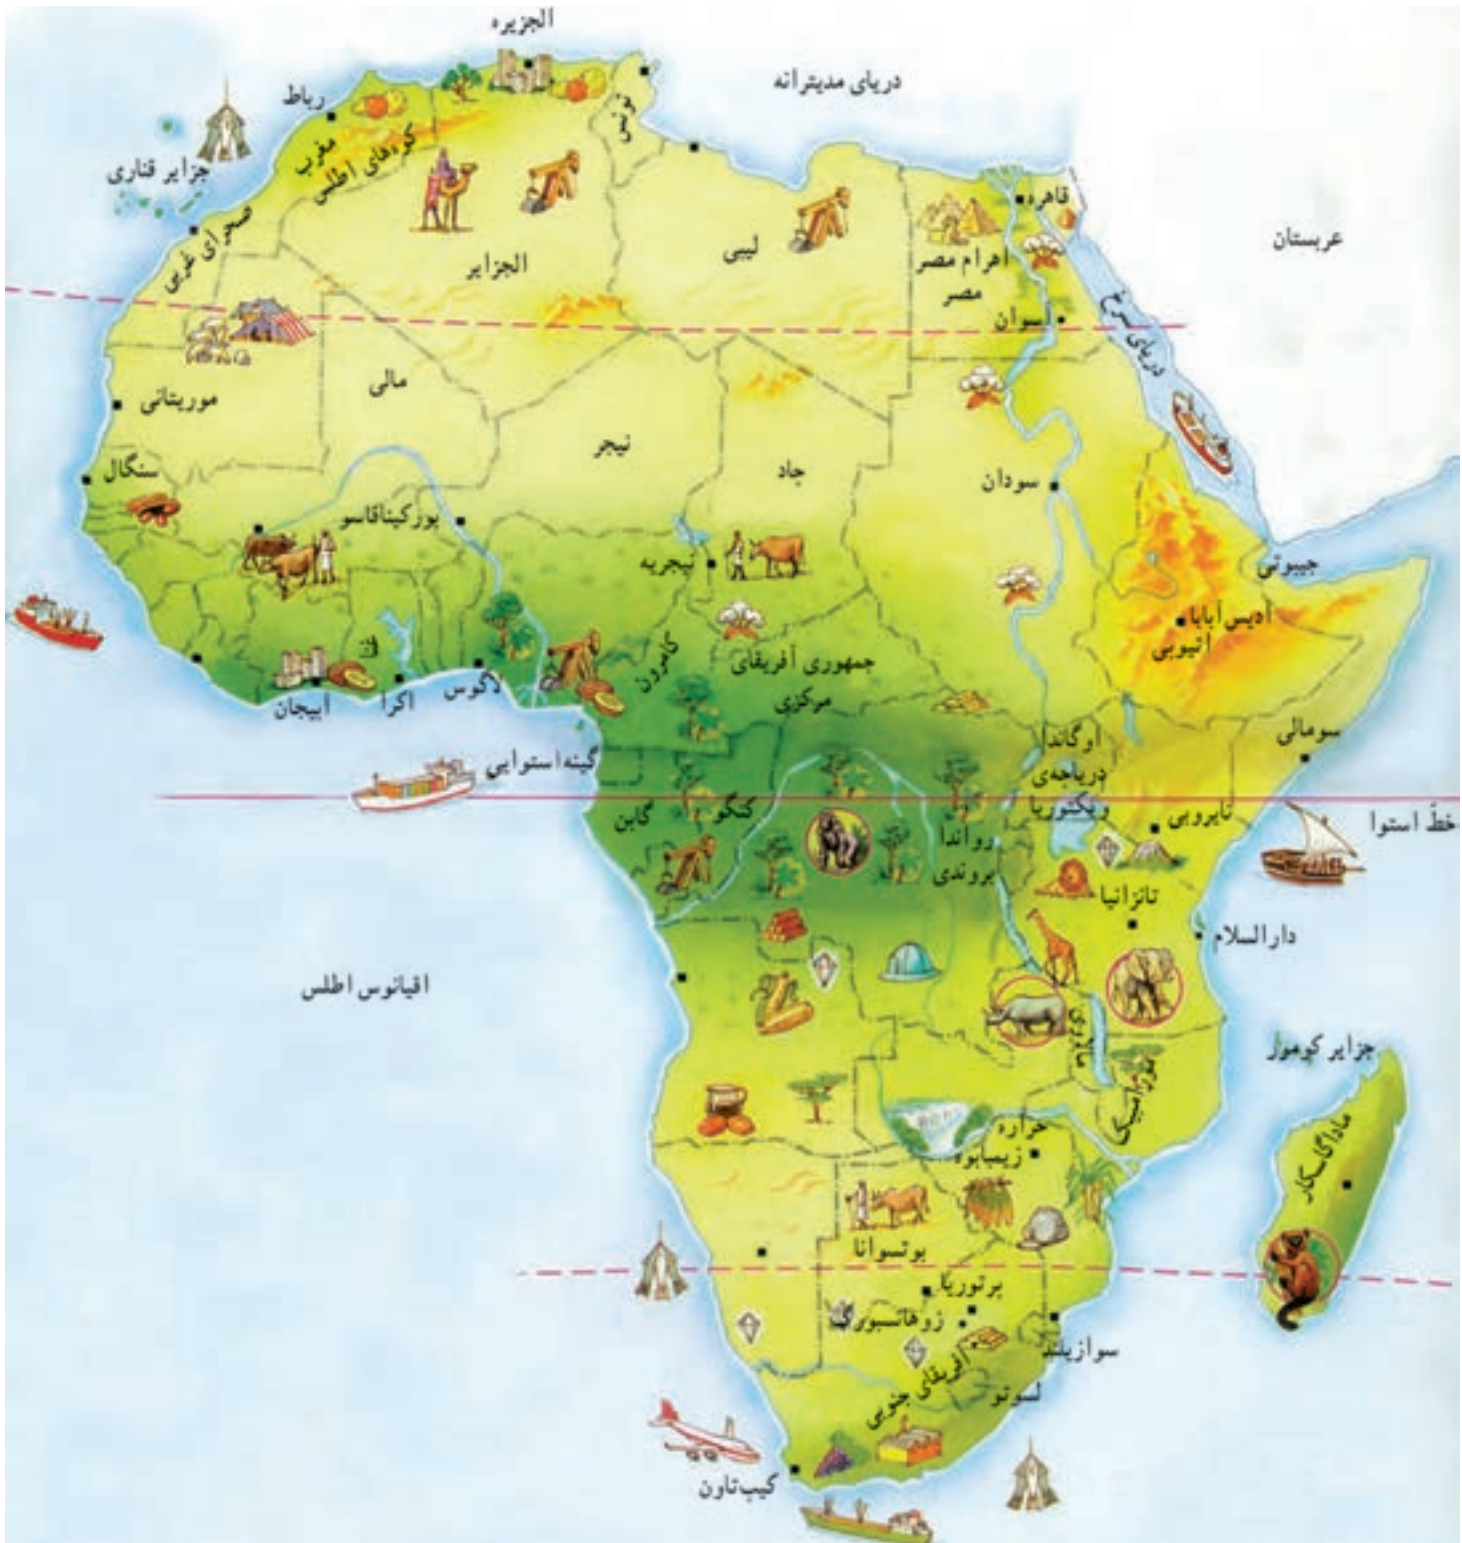 الجزیره
دریای مدیترانه
رباط
تونس
مغرب
کوه‌های اطلس
جزایر قناری
قاهره
صحرای غربی
عربستان
لیبی
الجزایر
اهرام مصر
مصر
اسوان
دریای سرخ
مالی
موریتانی
نیجر
چاد
سنگال
سودان
بورکینافاسو
جیبوتی
نیجریه
آدیس آبابا
اتیوپی
غنا
کامرون
جمهوری آفریقای
مرکزی
لاگوس
اکرا
آبیجان
سومالی
اوگاندا
گینه استوایی
دریاچه‌ی
ویکتوریا
گابن
کنگو
نایروبی
خطّ استوا
رواندا
بروندی
تانزانیا
دارالسلام
اقیانوس اطلس
مالاوی
جزایر کومور
موزامبیک
حراره
زیمبابوه
ماداگاسکار
بوتسوانا
پرتوریا
ژوهانسبورگ
سوازیلند
آفریقای جنوبی
لسوتو
کیپ‌تاون